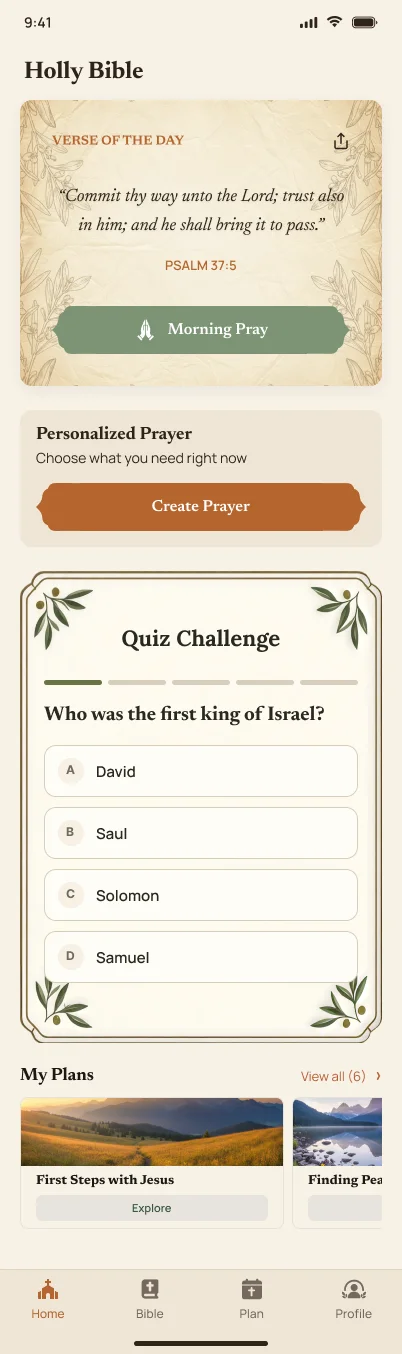 9:41
Holly Bible
VERSE OF THE DAY
“Commit thy way unto the Lord; trust also
in him; and he shall bring it to pass.”
PSALM 37:5
Morning Pray
Personalized Prayer
Choose what you need right now
Create Prayer
Quiz Challenge
Who was the first king of Israel?
A David
B Saul
C Solomon
D Samuel
My Plans
View all (6) ›
First Steps with Jesus
Finding Pea
Explore
Home
Bible
Plan
Profile